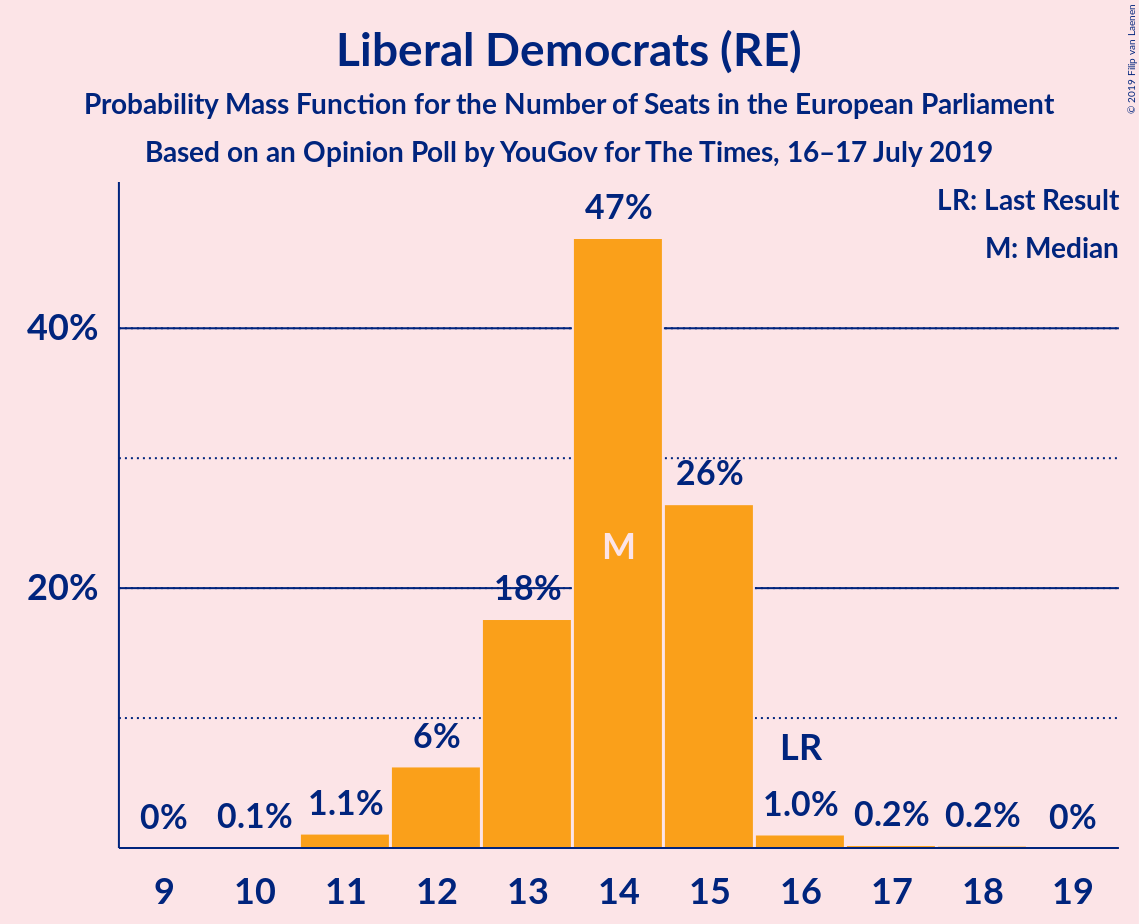 Liberal Democrats (RE)
Probability Mass Function for the Number of Seats in the European Parliament
Based on an Opinion Poll by YouGov for The Times, 16–17 July 2019
© 2019 Filip van Laenen
LR: Last Result
M: Median
40%
20%
0%
0.1%
1.1%
6%
18%
47%
M
26%
LR
1.0%
0.2%
0.2%
0%
9 10 11 12 13 14 15 16 17 18 19